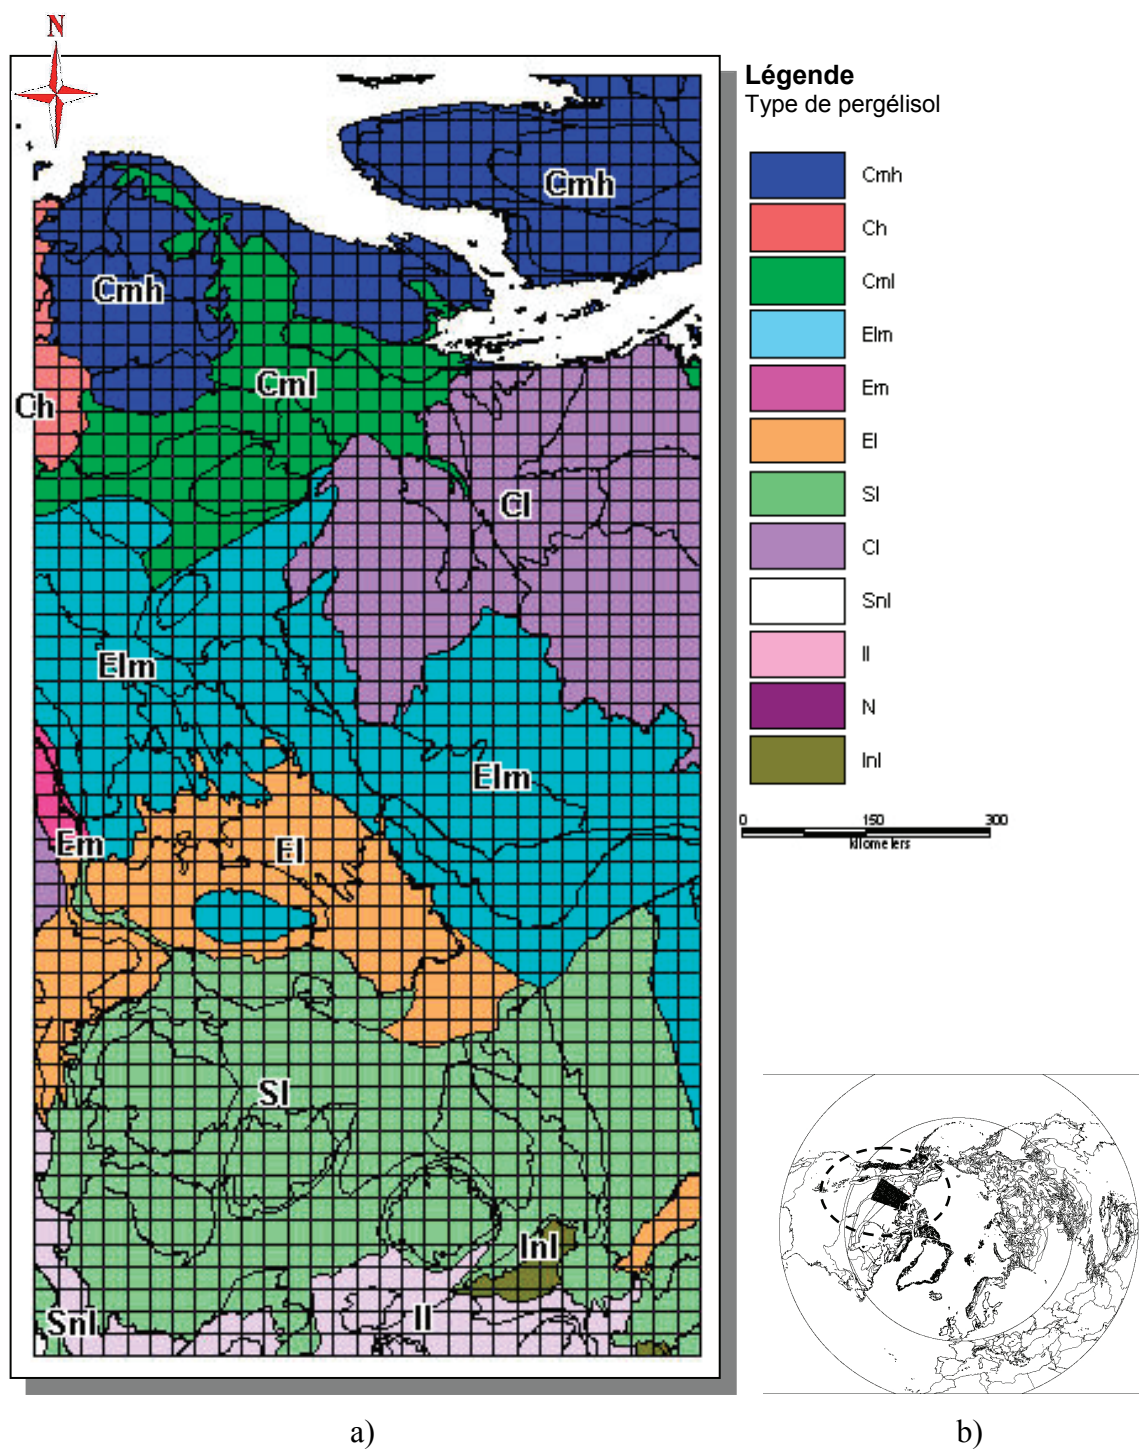 N
Légende
Type de pergélisol
Cmh
Ch
Cml
Elm
Em
El
Sl
Cl
Snl
Il
N
Inl
0 150 300
kilometers
Cmh
Cmh
Cml
Ch
Cl
Elm
Elm
Em
El
Sl
Inl
Snl
Il
a)
b)